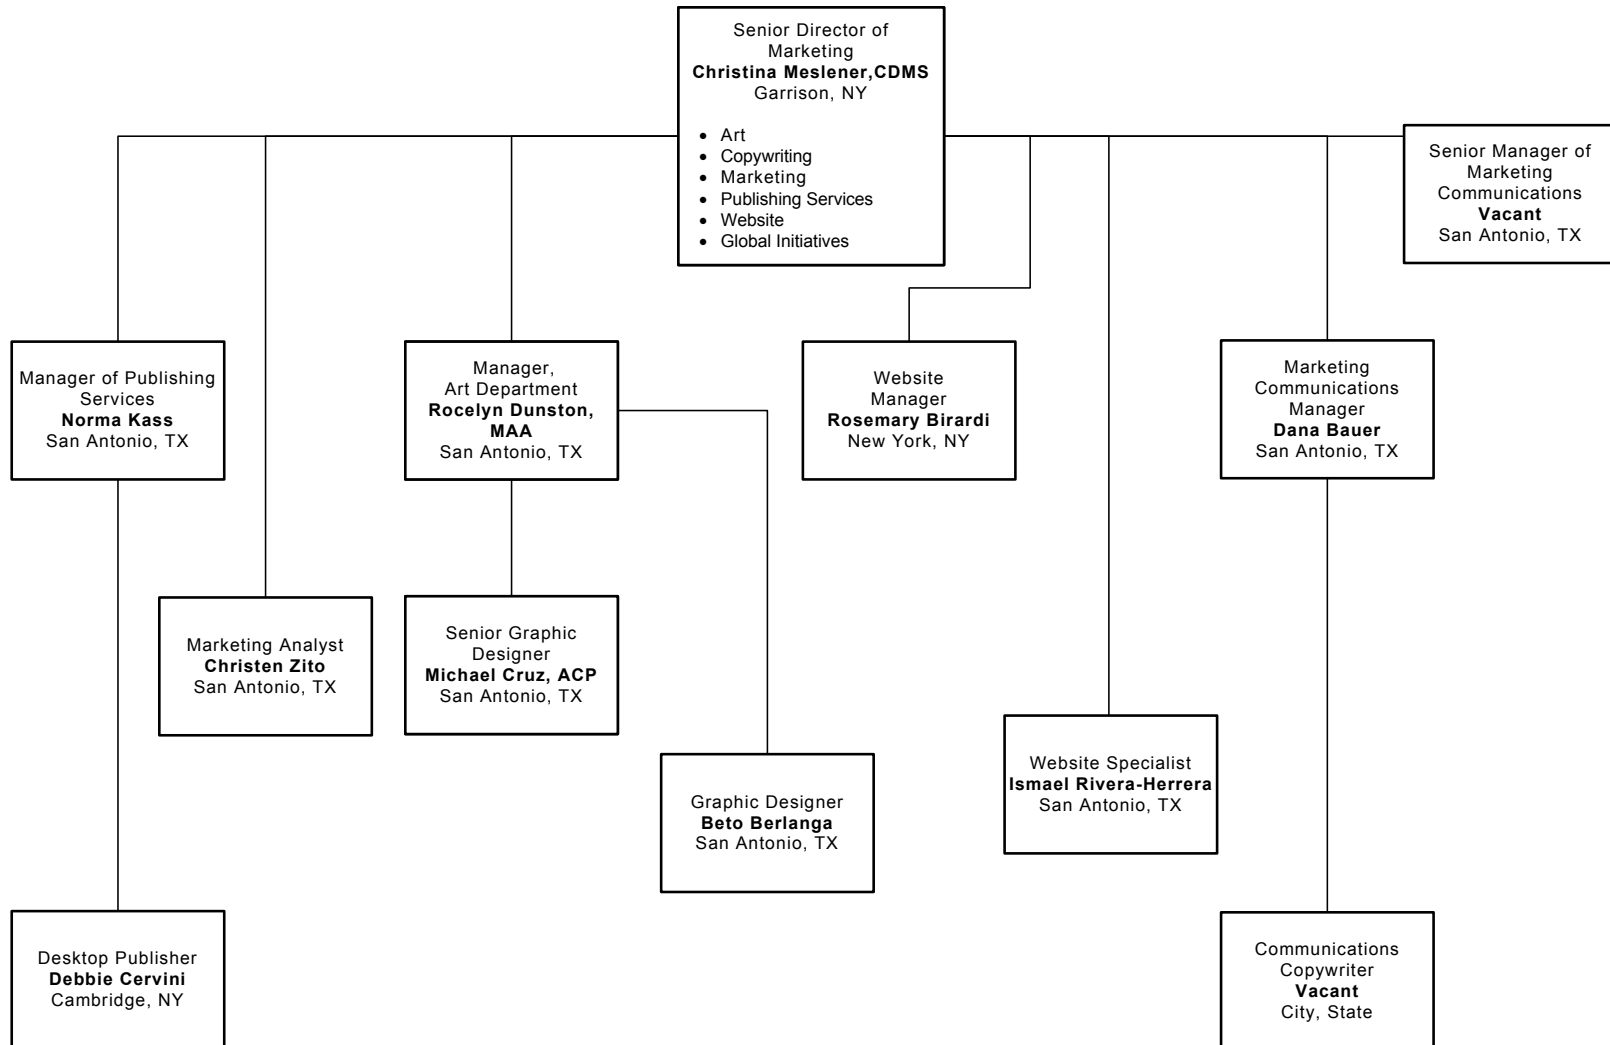 Senior Director of
Marketing
Christina Meslener,CDMS
Garrison, NY
• Art
• Copywriting
• Marketing
• Publishing Services
• Website
• Global Initiatives
Senior Manager of
Marketing
Communications
Vacant
San Antonio, TX
Manager of Publishing
Services
Norma Kass
San Antonio, TX
Manager,
Art Department
Rocelyn Dunston,
MAA
San Antonio, TX
Website
Manager
Rosemary Birardi
New York, NY
Marketing
Communications
Manager
Dana Bauer
San Antonio, TX
Marketing Analyst
Christen Zito
San Antonio, TX
Senior Graphic
Designer
Michael Cruz, ACP
San Antonio, TX
Graphic Designer
Beto Berlanga
San Antonio, TX
Website Specialist
Ismael Rivera-Herrera
San Antonio, TX
Desktop Publisher
Debbie Cervini
Cambridge, NY
Communications
Copywriter
Vacant
City, State